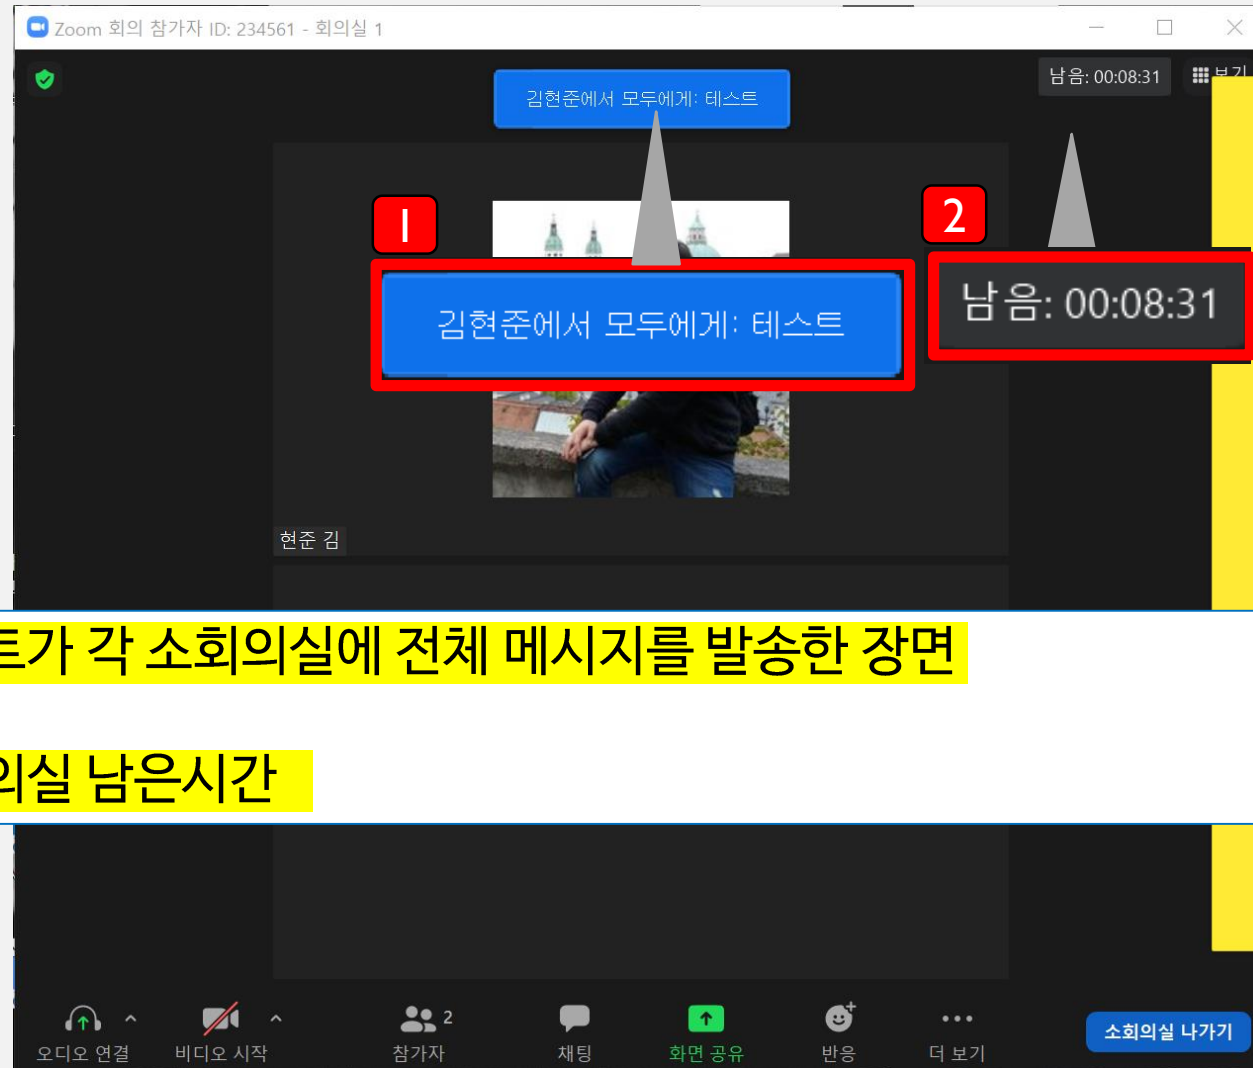 Zoom 회의 참가자 ID: 234561 - 회의실 1
김현준에서 모두에게: 테스트
남음: 00:08:31
보기
1
2
김현준에서 모두에게: 테스트
남음: 00:08:31
현준 김
트가 각 소회의실에 전체 메시지를 발송한 장면
의실 남은시간
2
오디오 연결
비디오 시작
참가자
채팅
화면 공유
반응
더 보기
소회의실 나가기